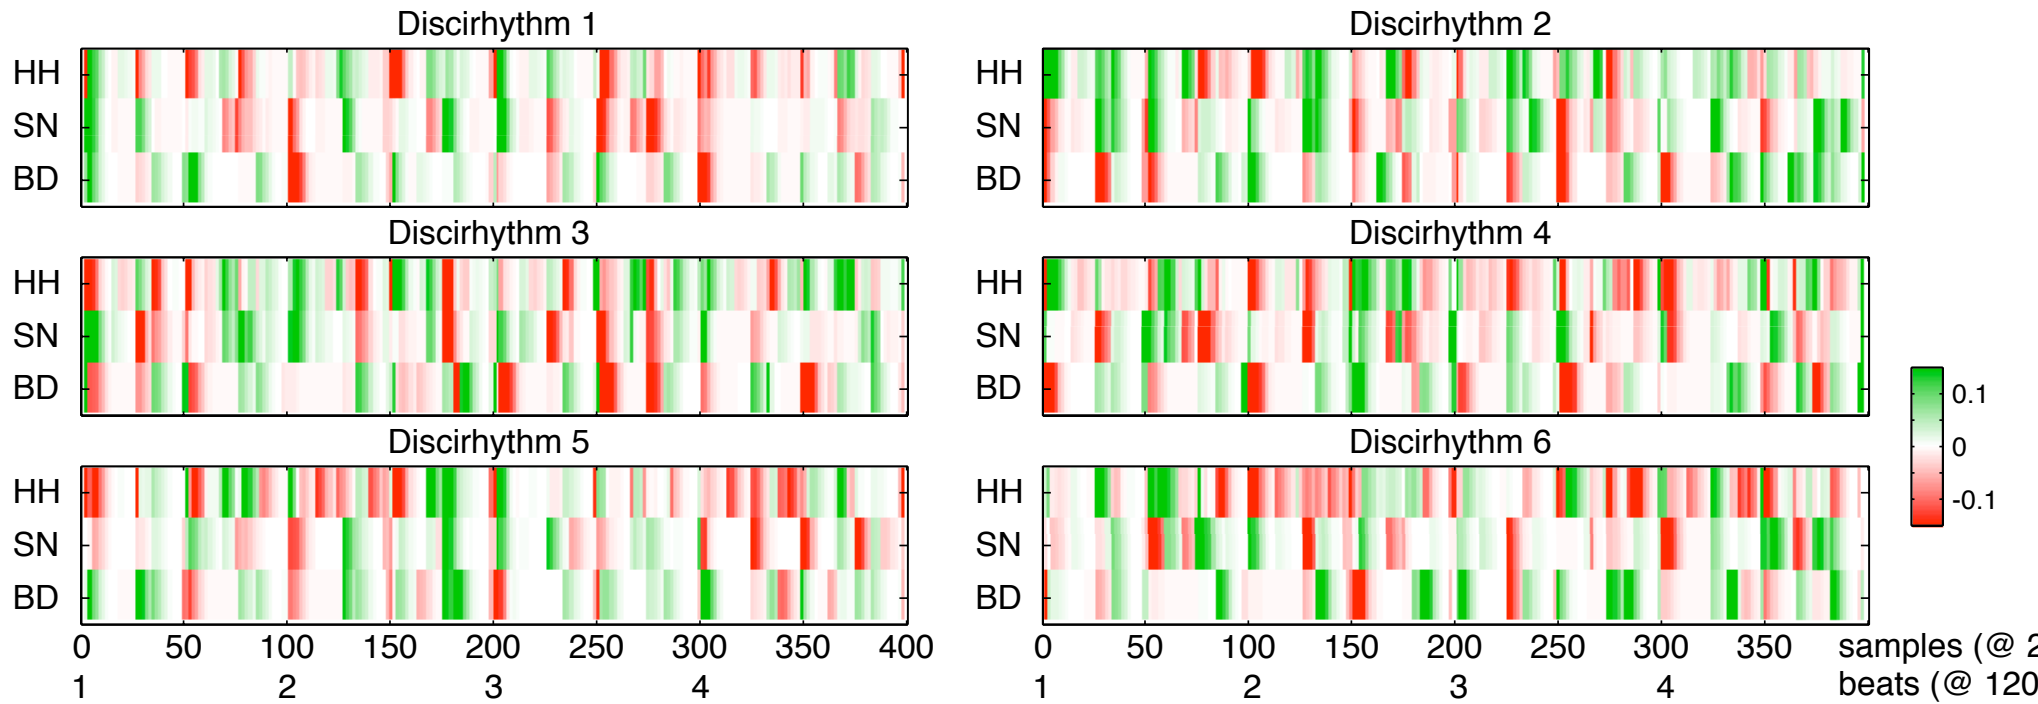 Discirhythm 1
Discirhythm 2
HH
SN
BD
HH
SN
BD
Discirhythm 3
Discirhythm 4
HH
SN
BD
HH
SN
BD
0.1
0
-0.1
Discirhythm 5
Discirhythm 6
HH
SN
BD
HH
SN
BD
0 50 100 150 200 250 300 350 400
0 50 100 150 200 250 300 350 samples (@ 2
1 2 3 4
1 2 3 4 beats (@ 120